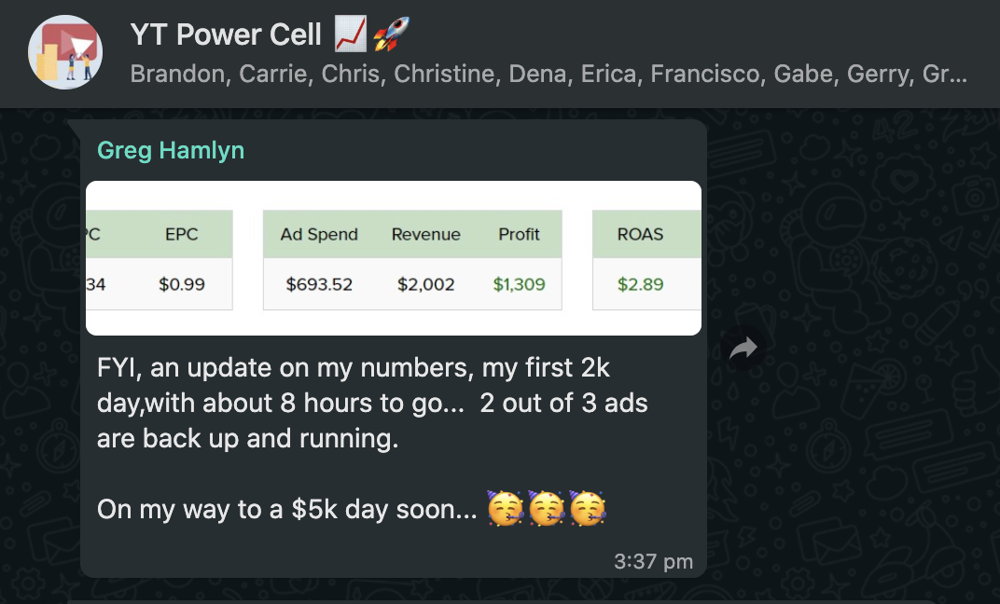 YT Power Cell 📈🚀
Brandon, Carrie, Chris, Christine, Dena, Erica, Francisco, Gabe, Gerry, Gr...
Greg Hamlyn
PC EPC Ad Spend Revenue Profit ROAS
34 $0.99 $693.52 $2,002 $1,309 $2.89
FYI, an update on my numbers, my first 2k
day,with about 8 hours to go... 2 out of 3 ads
are back up and running.
On my way to a $5k day soon... 🥳🥳🥳
3:37 pm